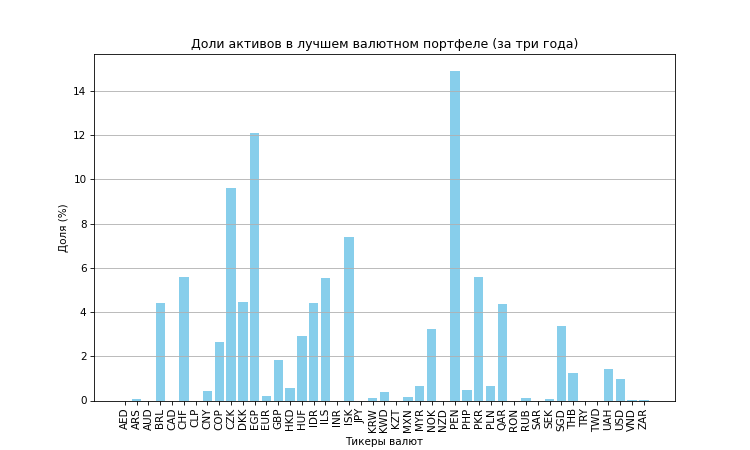 Доли активов в лучшем валютном портфеле (за три года)
Доля (%)
14
12
10
8
6
4
2
0
AED ARS AUD BRL CAD CHF CLP CNY COP CZK DKK EGP EUR GBP HKD HUF IDR ILS INR ISK JPY KRW KWD KZT MXN MYR NOK NZD PEN PHP PKR PLN QAR RON RUB SAR SEK SGD THB TRY TWD UAH USD VND ZAR
Тикеры валют